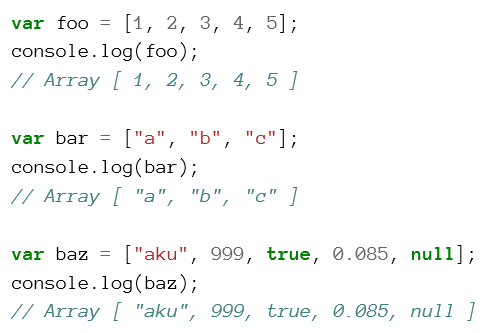 var foo = [1, 2, 3, 4, 5];
console.log(foo);
// Array [ 1, 2, 3, 4, 5 ]
var bar = ["a", "b", "c"];
console.log(bar);
// Array [ "a", "b", "c" ]
var baz = ["aku", 999, true, 0.085, null];
console.log(baz);
// Array [ "aku", 999, true, 0.085, null ]